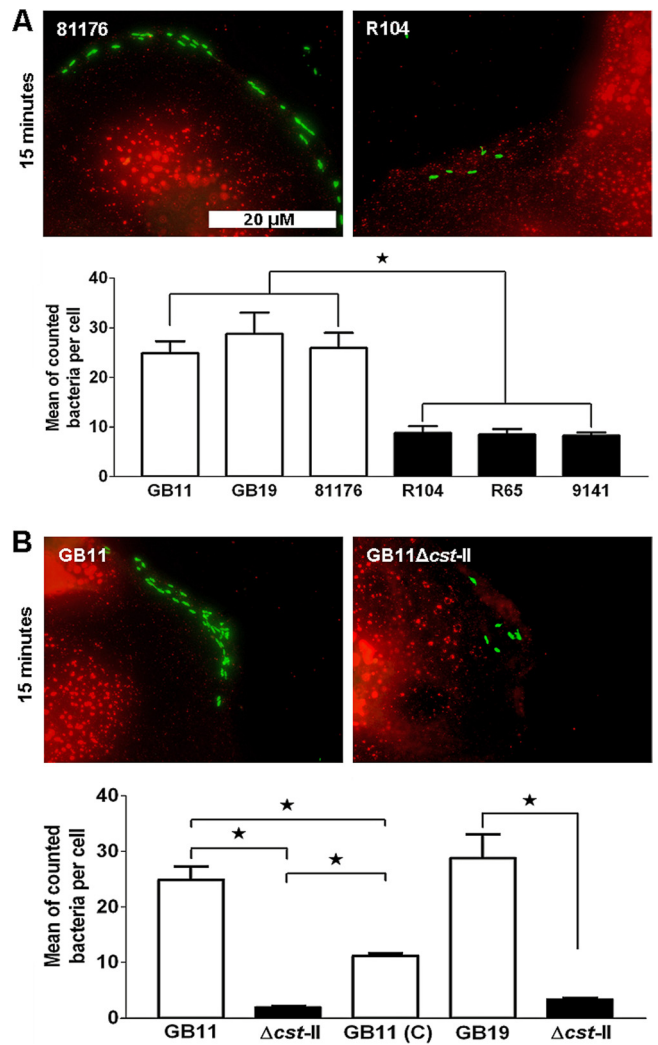 A
81176
R104
15 minutes
20 µM
★
Mean of counted
bacteria per cell
40
30
20
10
0
GB11 GB19 81176 R104 R65 9141
B
GB11
GB11Δcst-II
15 minutes
★
★
★
★
Mean of counted
bacteria per cell
40
30
20
10
0
GB11 Δcst-II GB11 (C) GB19 Δcst-II